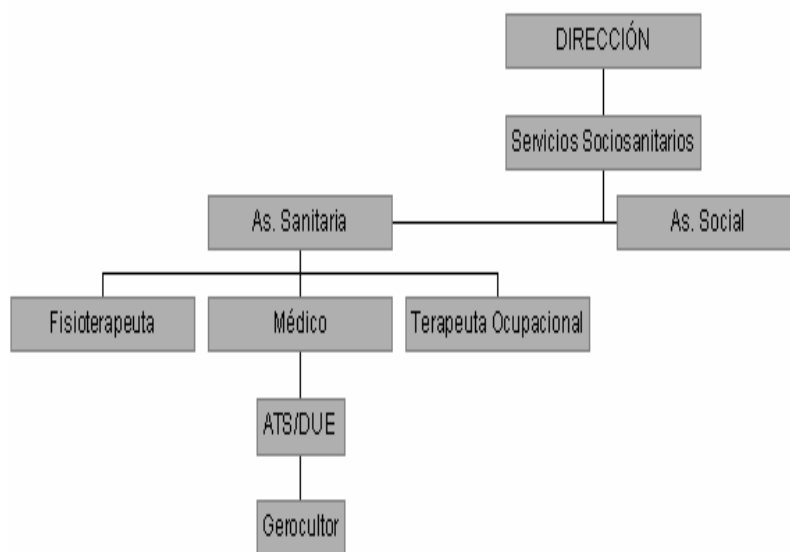 DIRECCIÓN
Servicios Sociosanitarios
As. Sanitaria
As. Social
Fisioterapeuta
Médico
Terapeuta Ocupacional
ATS/DUE
Gerocultor